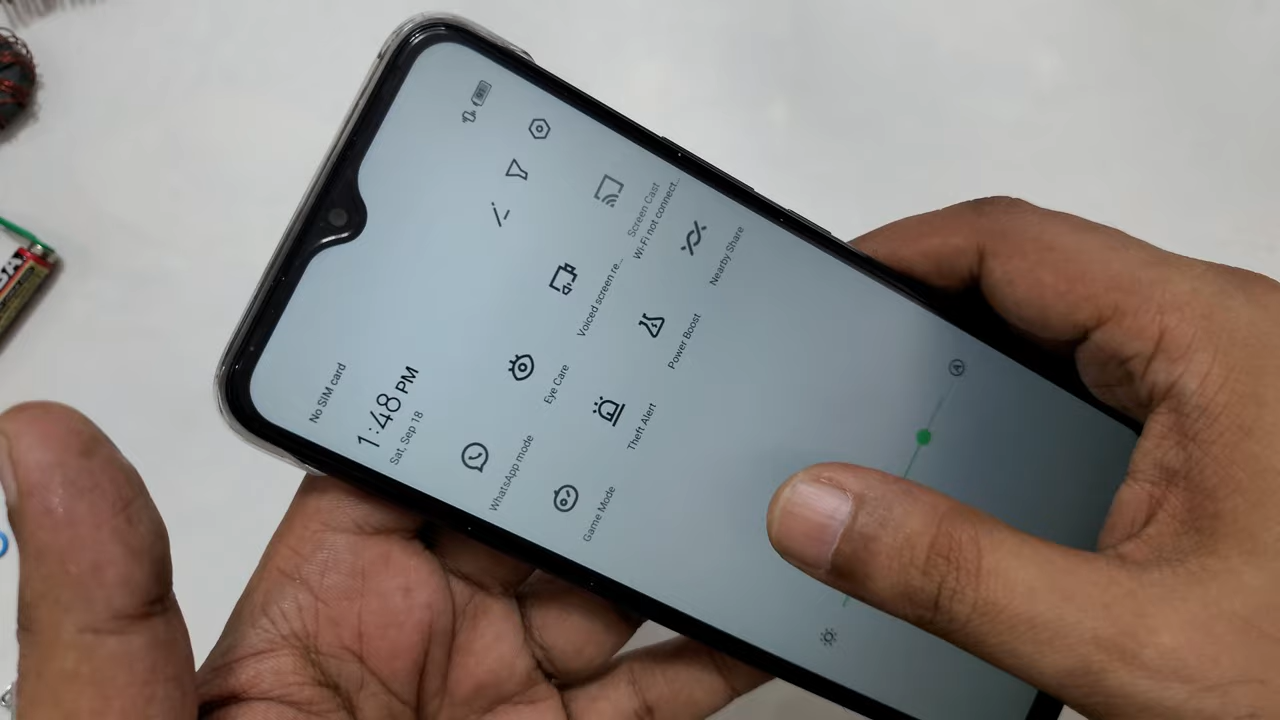 No SIM card
1:48 PM
Sat, Sep 18
WhatsApp mode
Eye Care
Voiced screen re...
Screen Cast
Wi-Fi not connect...
Game Mode
Theft Alert
Power Boost
Nearby Share
A